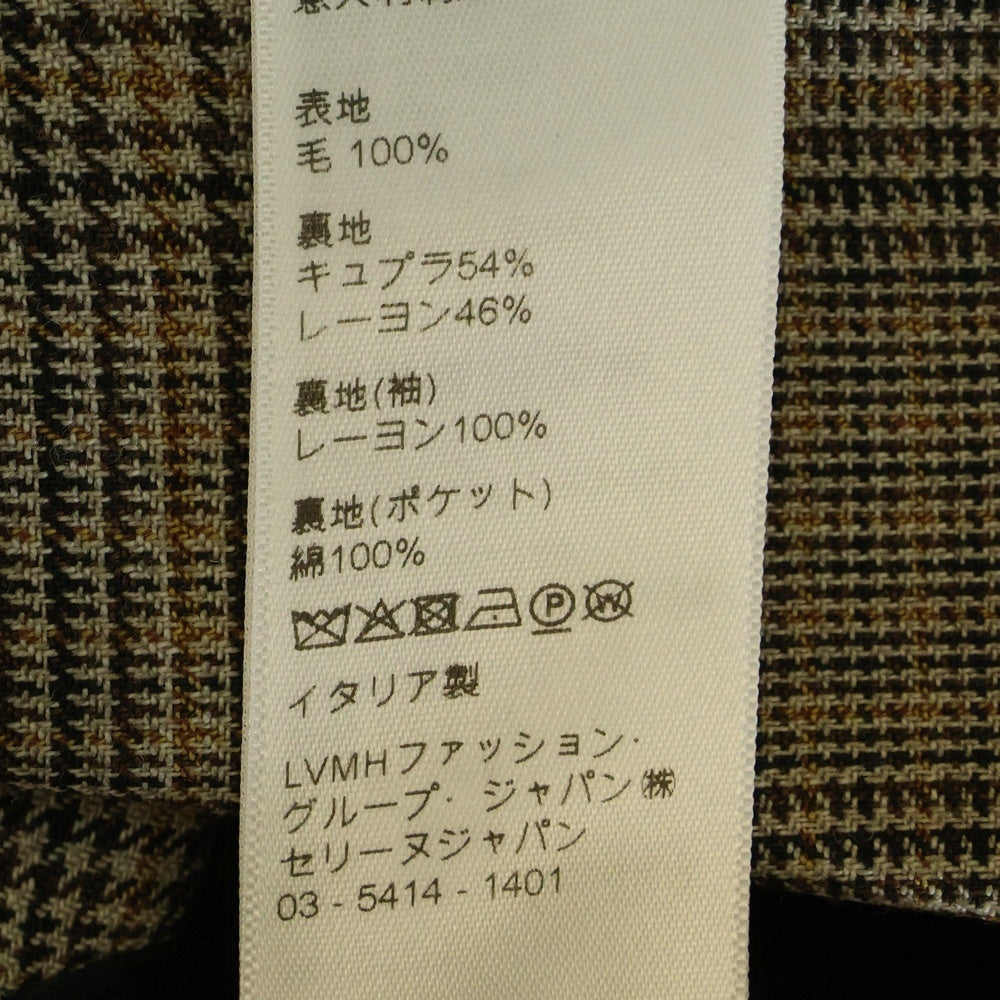 表地
毛 100%
裏地
キュプラ54%
レーヨン46%
裏地(袖)
レーヨン100%
裏地(ポケット)
綿100%
P W
イタリア製
LVMHファッション・
グループ・ジャパン㈱
セリーヌジャパン
03 - 5414 - 1401